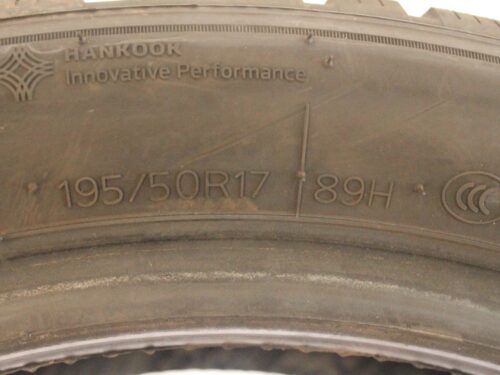 HANKOOK
Innovative Performance
195/50R17 89H